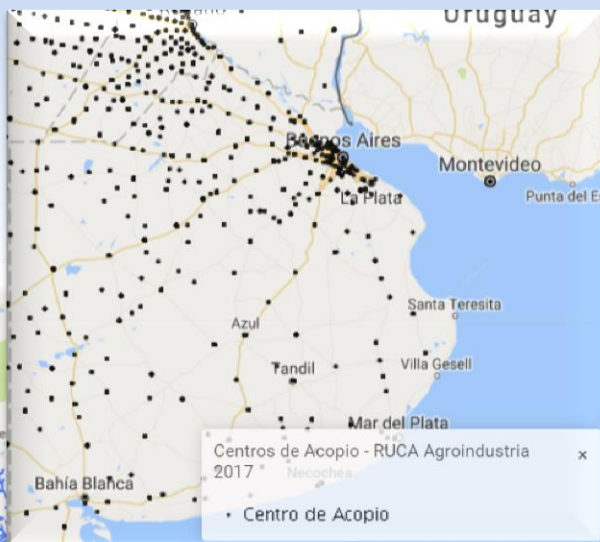 Uruguay
Buenos Aires
Montevideo
La Plata
Punta del E
Santa Teresita
Azul
Villa Gesell
Tandil
Mar del Plata
Centros de Acopio - RUCA Agroindustria
2017
×
Necochea
Bahía Blanca
Centro de Acopio